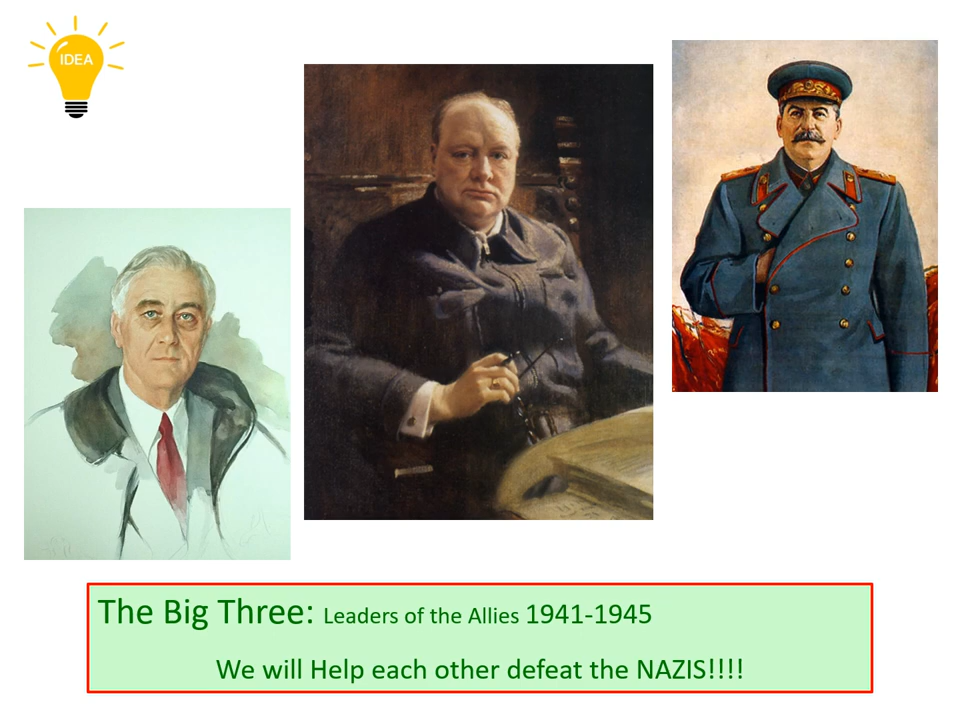 IDEA
The Big Three: Leaders of the Allies 1941-1945
We will Help each other defeat the NAZIS!!!!